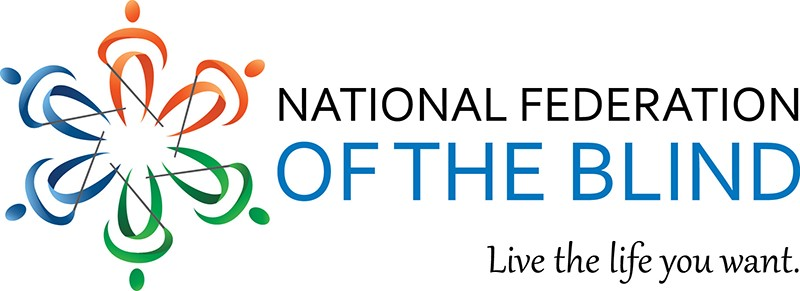 NATIONAL FEDERATION
OF THE BLIND
Live the life you want.